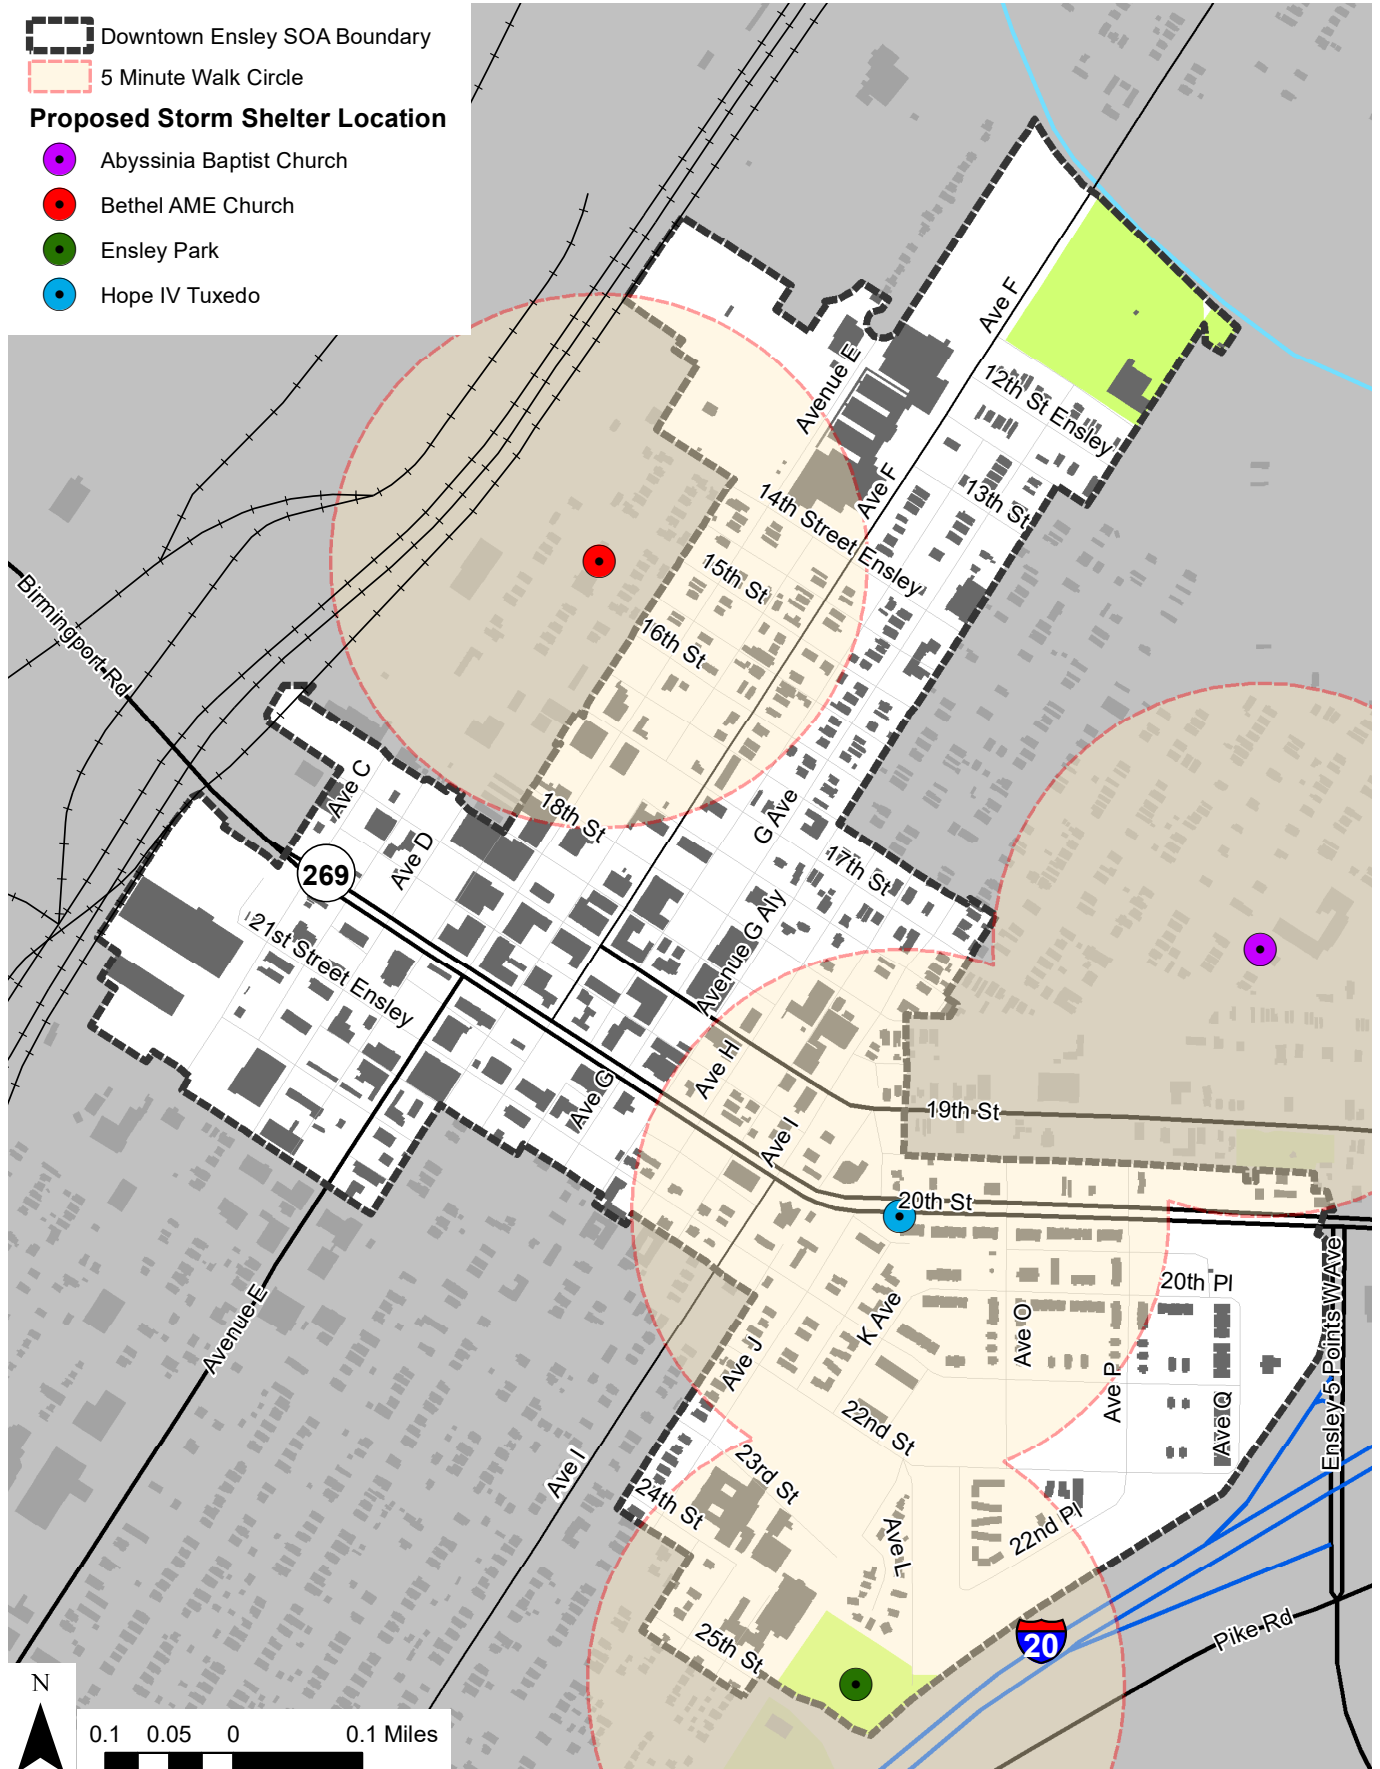 Downtown Ensley SOA Boundary
5 Minute Walk Circle
Proposed Storm Shelter Location
Abyssinia Baptist Church
Bethel AME Church
Ensley Park
Hope IV Tuxedo
Ave F
Avenue E
12th St Ensley
Ave F
13th St
14th Street Ensley
15th St
Birmingport Rd
16th St
Ave C
18th St
G Ave
Ave D
17th St
269
21st Street Ensley
Avenue G Aly
Ave H
Ave G
19th St
Ave I
20th St
Avenue E
20th Pl
Ensley 5 Points W Ave
K Ave
Ave O
Ave J
Ave P
Ave Q
22nd St
23rd St
Ave I
24th St
22nd Pl
Ave L
25th St
20
Pike Rd
N
0.1 0.05 0 0.1 Miles